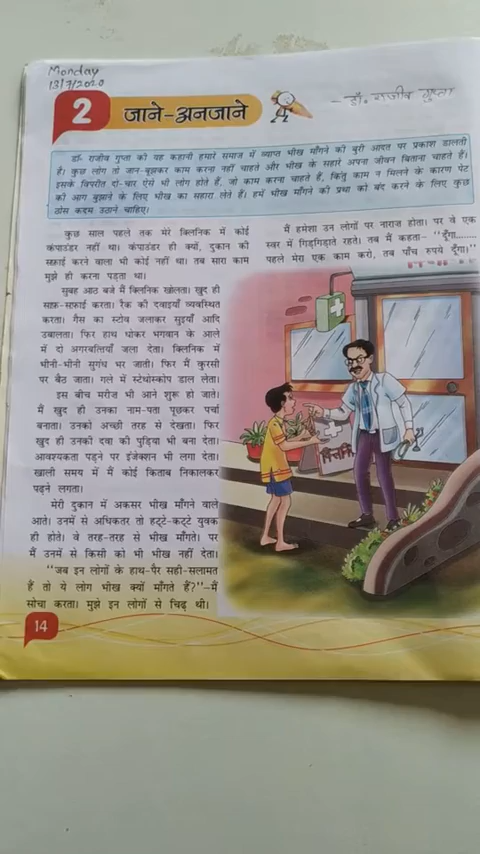 Monday
13/7/2020
2 जाने-अनजाने
- डॉ. राजीव गुप्ता
डॉ॰ राजीव गुप्ता की यह कहानी हमारे समाज में व्याप्त भीख माँगने की बुरी आदत पर प्रकाश डालती
है। कुछ लोग तो जान-बूझकर काम करना नहीं चाहते और भीख के सहारे अपना जीवन बिताना चाहते हैं।
इसके विपरीत दो-चार ऐसे भी लोग होते हैं, जो काम करना चाहते हैं, किंतु काम न मिलने के कारण पेट
की आग बुझाने के लिए भीख का सहारा लेते हैं। हमें भीख माँगने की प्रथा को बंद करने के लिए कुछ
ठोस कदम उठाने चाहिए।
कुछ साल पहले तक मेरे क्लिनिक में कोई
कंपाउंडर नहीं था। कंपाउंडर ही क्यों, दुकान की
सफ़ाई करने वाला भी कोई नहीं था। तब सारा काम
मुझे ही करना पड़ता था।
सुबह आठ बजे मैं क्लिनिक खोलता। खुद ही
साफ़-सफ़ाई करता। रैक की दवाइयाँ व्यवस्थित
करता। गैस का स्टोव जलाकर सुइयाँ आदि
उबालता। फिर हाथ धोकर भगवान के आले
में दो अगरबत्तियाँ जला देता। क्लिनिक में
भीनी-भीनी सुगंध भर जाती। फिर मैं कुरसी
पर बैठ जाता। गले में स्टेथोस्कोप डाल लेता।
इस बीच मरीज भी आने शुरू हो जाते।
मैं खुद ही उनका नाम-पता पूछकर पर्चा
बनाता। उनको अच्छी तरह से देखता। फिर
खुद ही उनकी दवा की पुड़िया भी बना देता।
आवश्यकता पड़ने पर इंजेक्शन भी लगा देता।
खाली समय में मैं कोई किताब निकालकर
पढ़ने लगता।
मेरी दुकान में अकसर भीख माँगने वाले
आते। उनमें से अधिकतर तो हट्टे-कट्टे युवक
ही होते। वे तरह-तरह से भीख माँगते। पर
मैं उनमें से किसी को भी भीख नहीं देता।
"जब इन लोगों के हाथ-पैर सही-सलामत
हैं तो ये लोग भीख क्यों माँगते हैं?"-मैं
सोचा करता। मुझे इन लोगों से चिढ़ थी।
मैं हमेशा उन लोगों पर नाराज होता। पर वे एक
स्वर में गिड़गिड़ाते रहते। तब मैं कहता- "दूँगा........
पहले मेरा एक काम करो, तब पाँच रुपये दूँगा।"
14